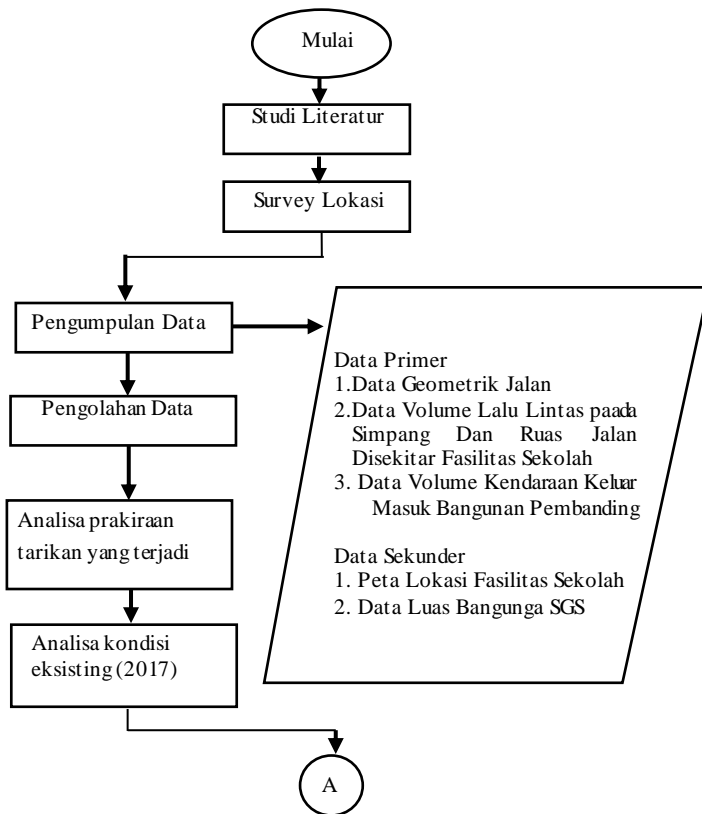 Mulai
Studi Literatur
Survey Lokasi
Pengumpulan Data
Pengolahan Data
Analisa prakiraan
tarikan yang terjadi
Analisa kondisi
eksisting (2017)
Data Primer
1.Data Geometrik Jalan
2.Data Volume Lalu Lintas paada
Simpang Dan Ruas Jalan
Disekitar Fasilitas Sekolah
3. Data Volume Kendaraan Keluar
Masuk Bangunan Pembanding
Data Sekunder
1. Peta Lokasi Fasilitas Sekolah
2. Data Luas Bangunga SGS
A